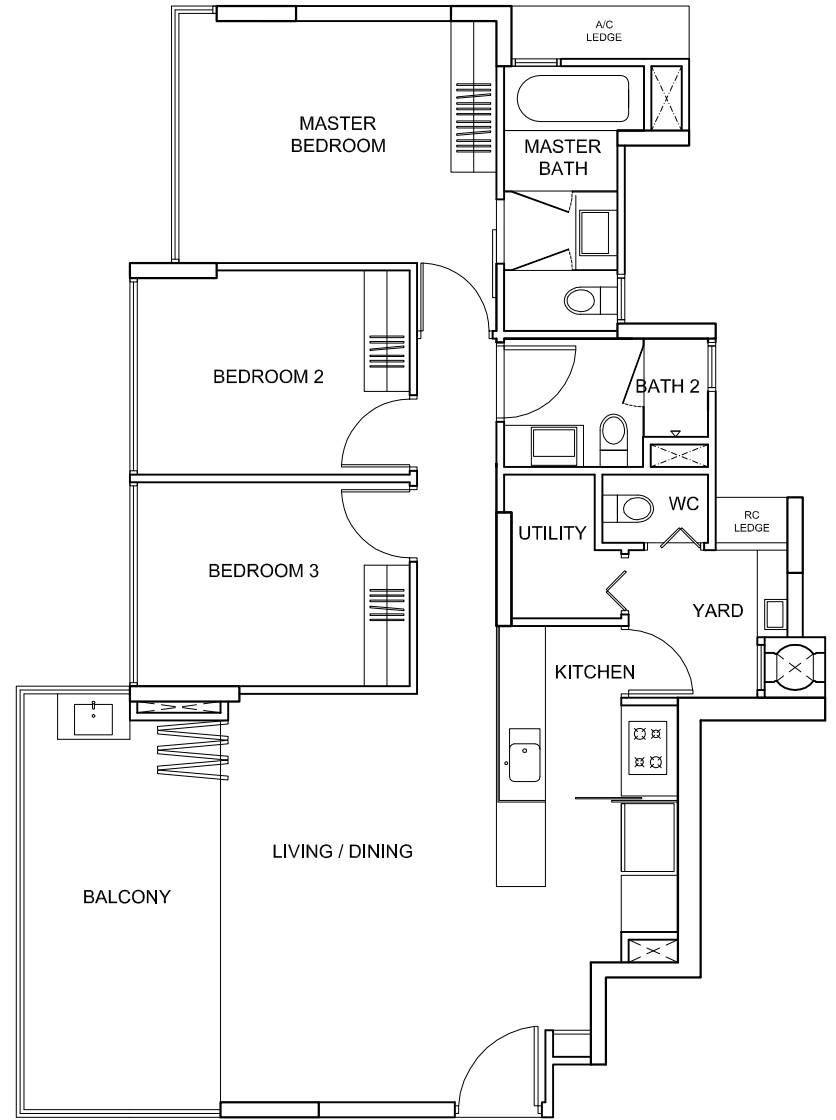 A/C
LEDGE
MASTER
BEDROOM
MASTER
BATH
BEDROOM 2
BATH 2
WC
RC
LEDGE
UTILITY
BEDROOM 3
YARD
KITCHEN
LIVING / DINING
BALCONY